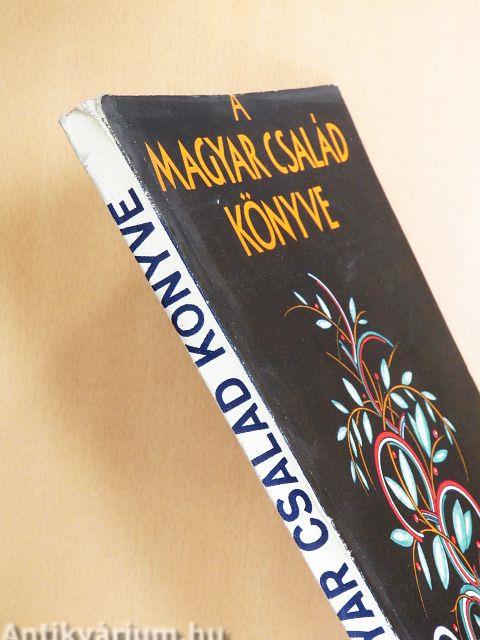 A
MAGYAR CSALÁD
KÖNYVE
YAR CSALÁD KÖNYVE
Antikvárium.hu